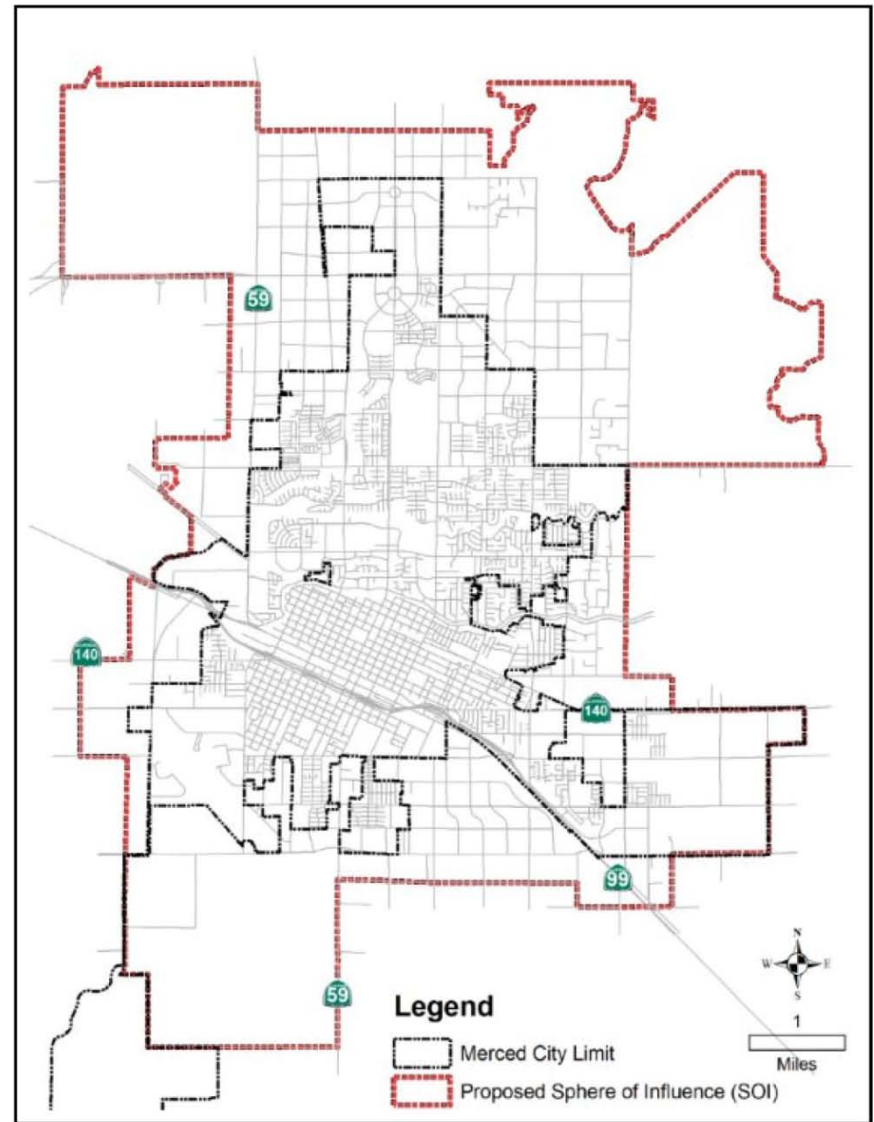 59
140
140
99
N
W E
S
59
Legend
1
Miles
Merced City Limit
Proposed Sphere of Influence (SOI)